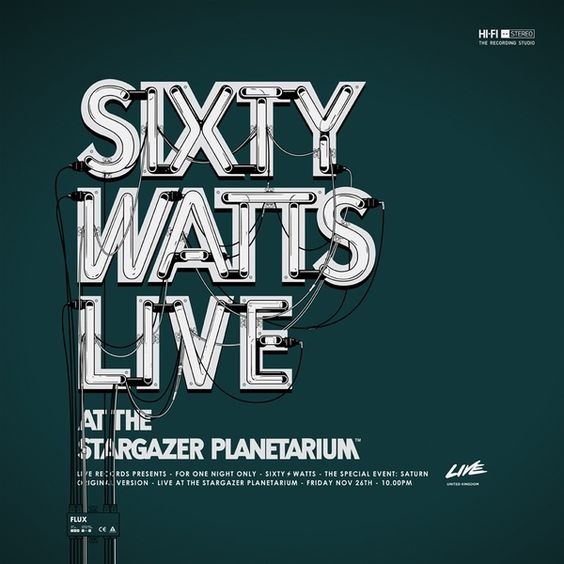 HI-FI STEREO
THE RECORDING STUDIO
SIXTY
WATTS
LIVE
AT THE
STARGAZER PLANETARIUM™
LIVE RECORDS PRESENTS - FOR ONE NIGHT ONLY - SIXTY⚡WATTS - THE SPECIAL EVENT: SATURN
ORIGINAL VERSION - LIVE AT THE STARGAZER PLANETARIUM - FRIDAY NOV 26TH - 10.00PM
LIVE
UNITED KINGDOM
FLUX
CE